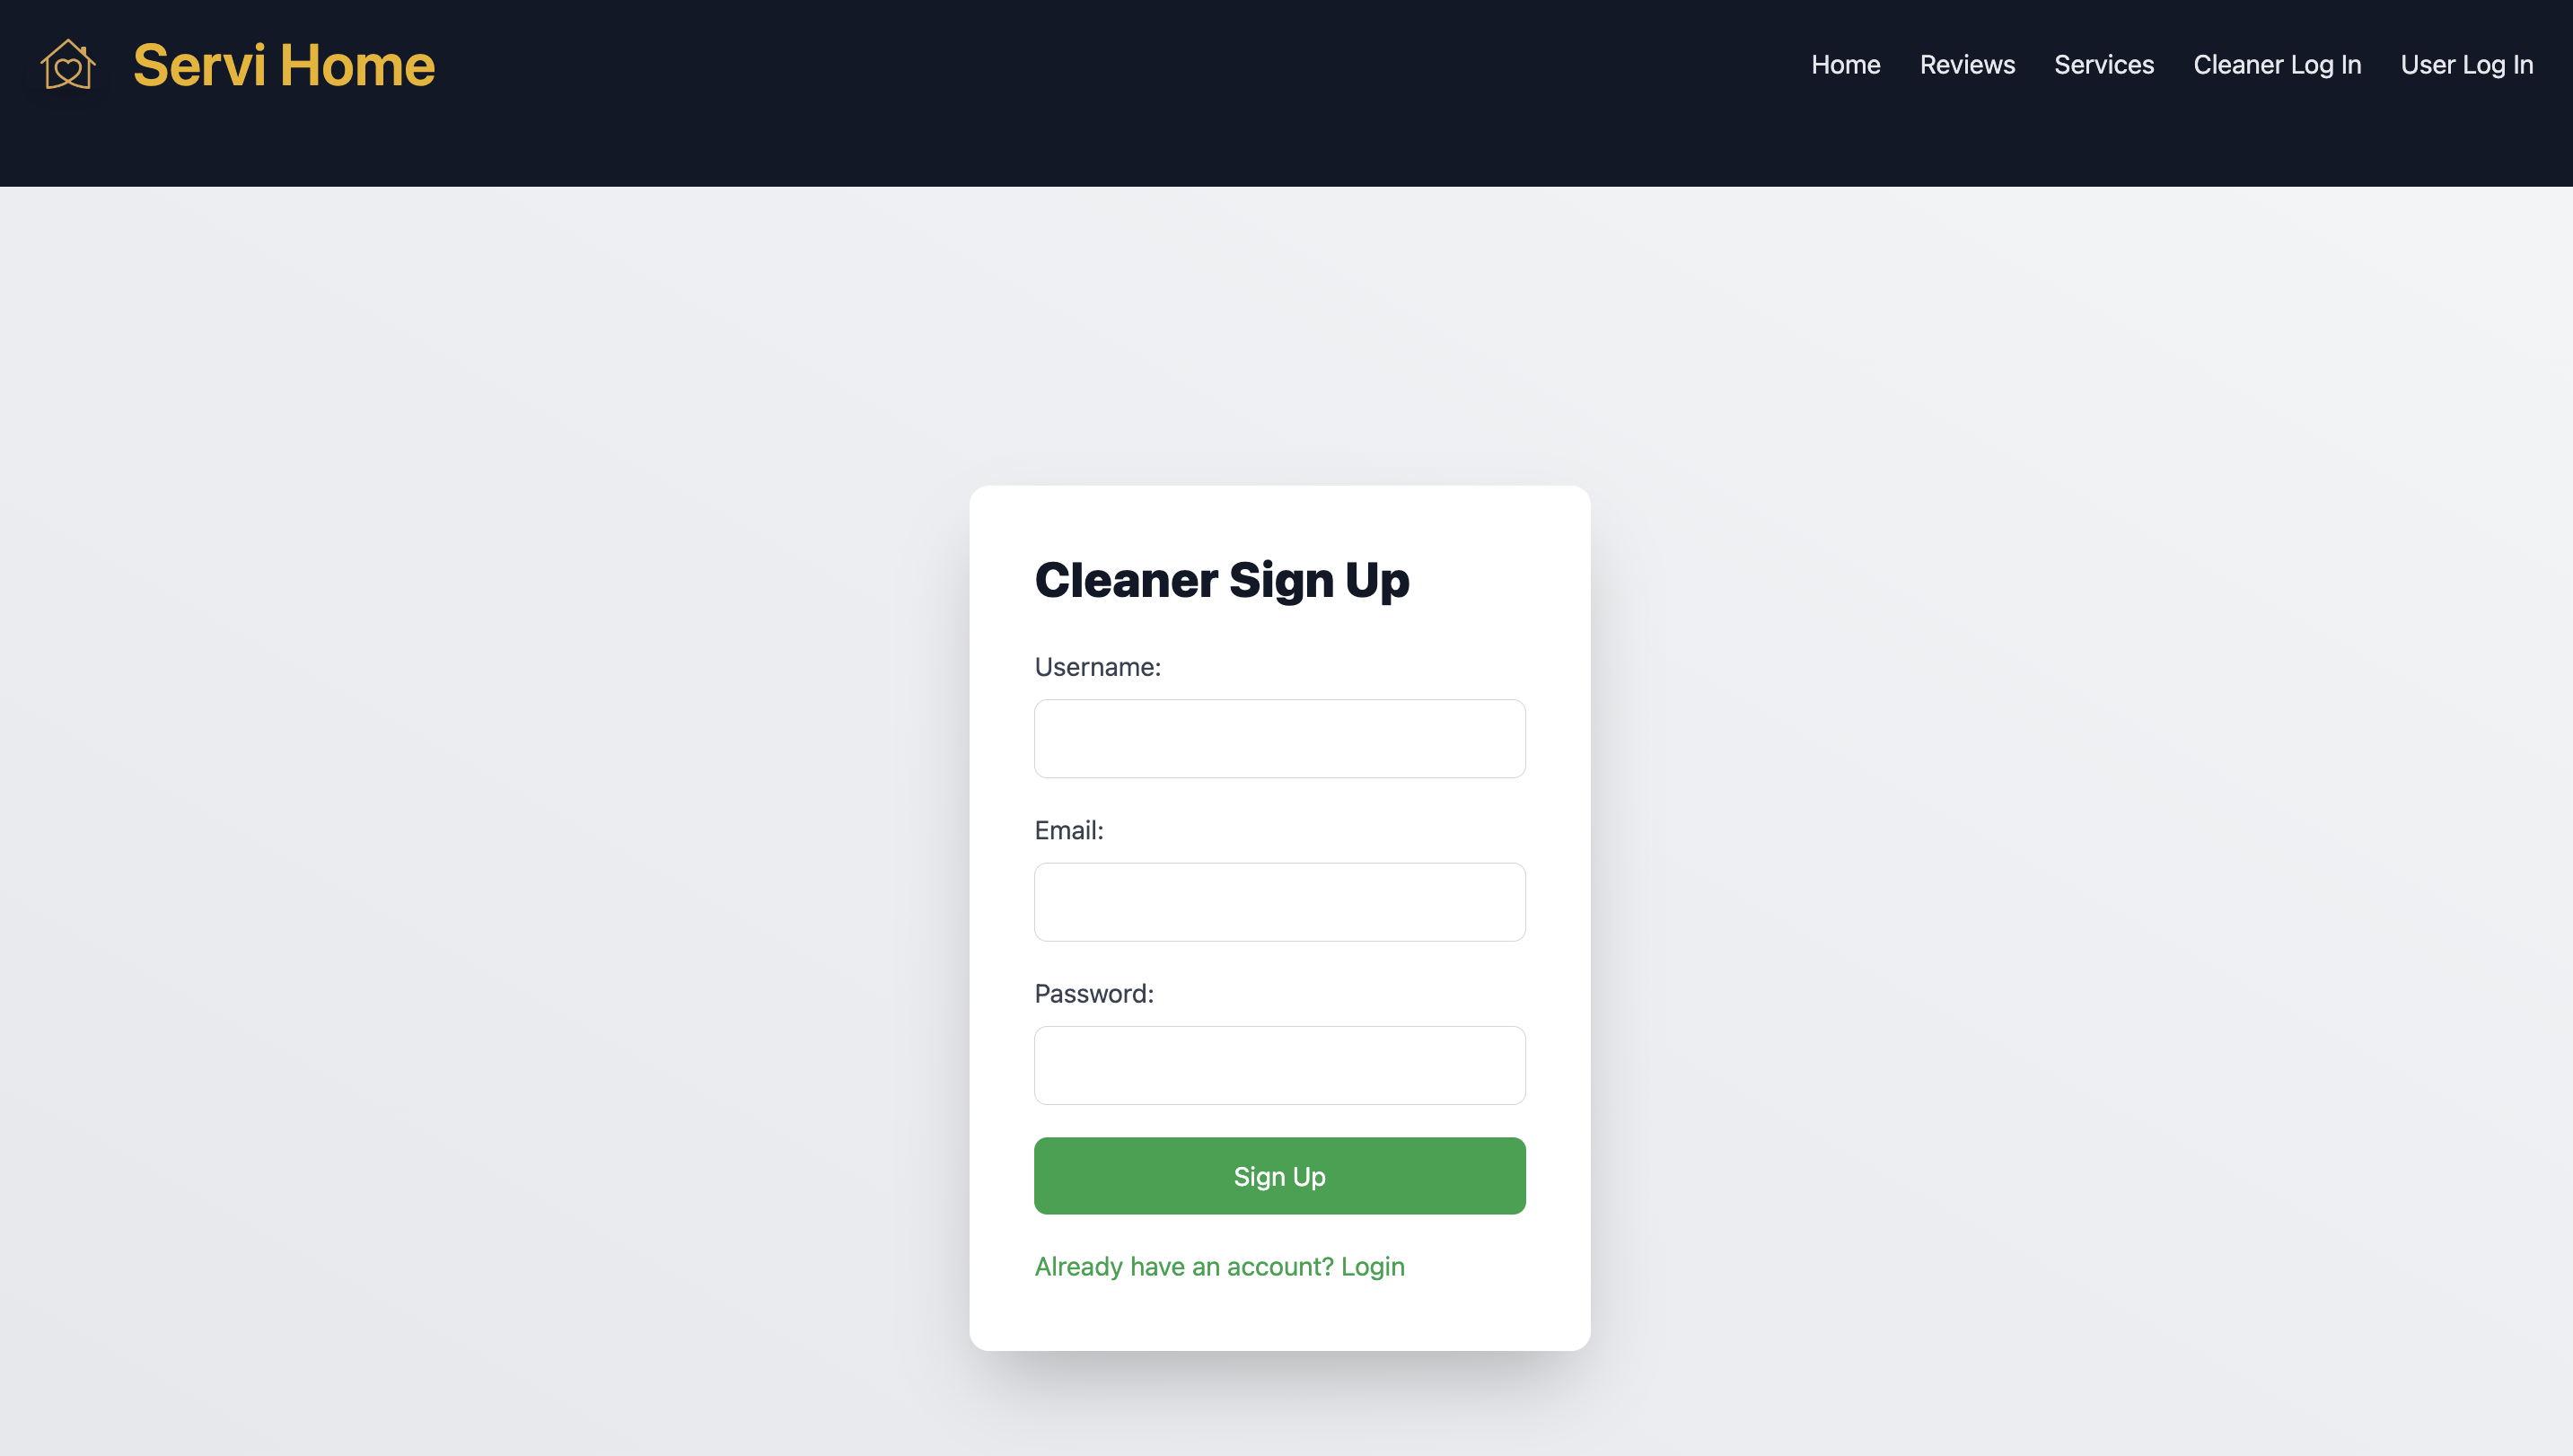 Servi Home
Home Reviews Services Cleaner Log In User Log In
Cleaner Sign Up
Username:
Email:
Password:
Sign Up
Already have an account? Login